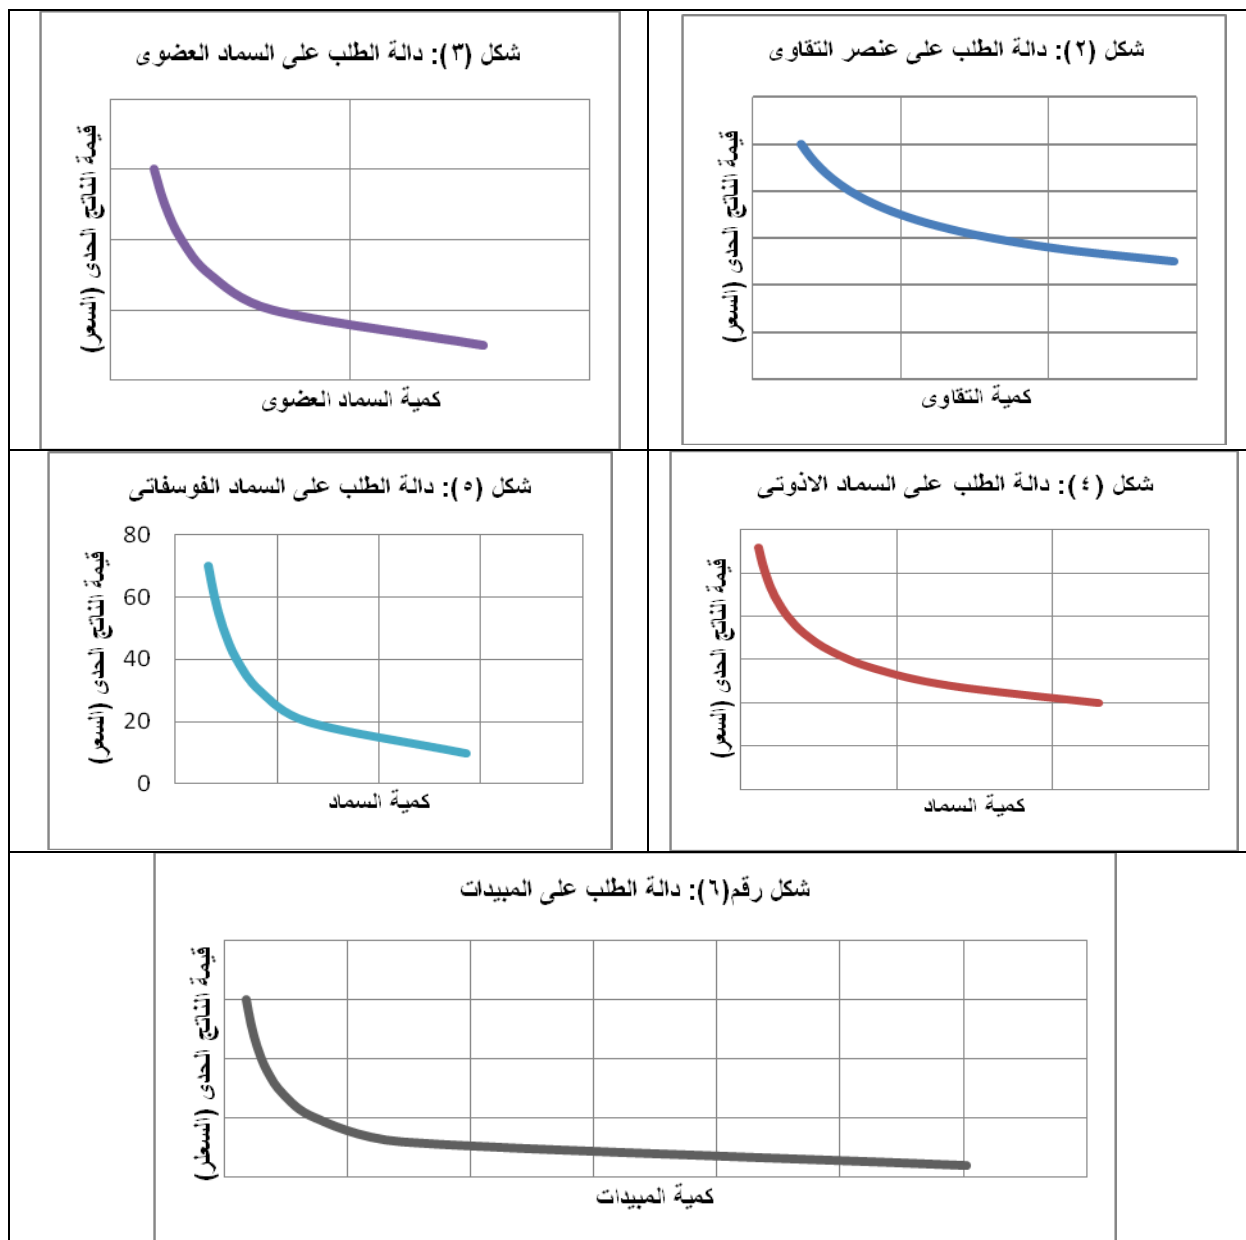 شكل (٢): دالة الطلب على عنصر التقاوى
قيمة الناتج الحدى (السعر)
كمية التقاوى
شكل (٣): دالة الطلب على السماد العضوى
قيمة الناتج الحدى (السعر)
كمية السماد العضوى
شكل (٤): دالة الطلب على السماد الاذوتى
قيمة الناتج الحدى (السعر)
كمية السماد
شكل (٥): دالة الطلب على السماد الفوسفاتى
قيمة الناتج الحدى (السعر)
80
60
40
20
0
كمية السماد
شكل رقم(٦): دالة الطلب على المبيدات
قيمة الناتج الحدى (السعلر)
كمية المبيدات